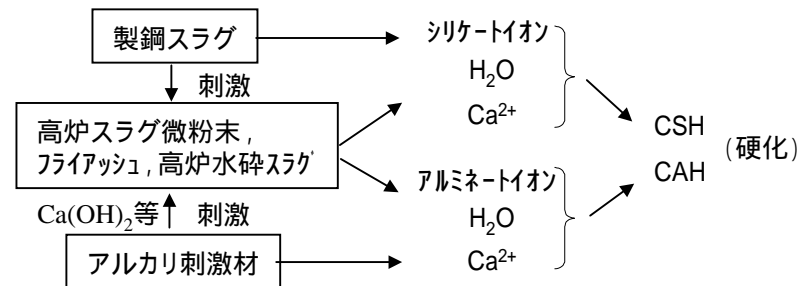 製鋼スラグ
刺激
高炉スラグ微粉末,
フライアッシュ,高炉水砕スラグ
Ca(OH)₂等 刺激
アルカリ刺激材
シリケートイオン
H₂O
Ca²⁺
アルミネートイオン
H₂O
Ca²⁺
CSH
CAH
(硬化)